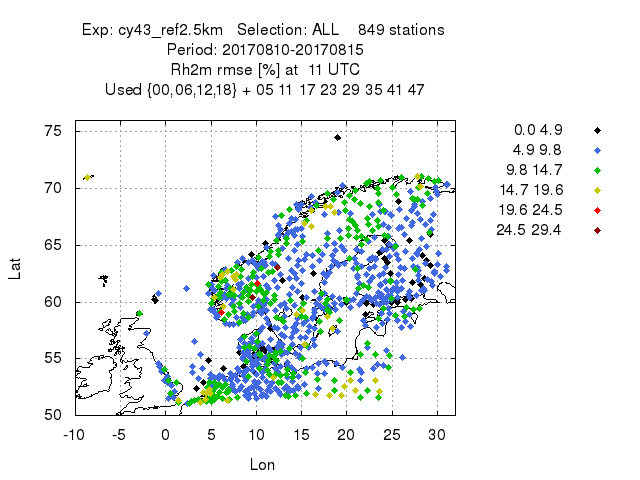 Exp: cy43_ref2.5km   Selection: ALL    849 stations
Period: 20170810-20170815
Rh2m rmse [%] at  11 UTC
Used {00,06,12,18} + 05 11 17 23 29 35 41 47
0.0 4.9
4.9 9.8
9.8 14.7
14.7 19.6
19.6 24.5
24.5 29.4
75
70
65
60
55
50
Lat
-10 -5 0 5 10 15 20 25 30
Lon